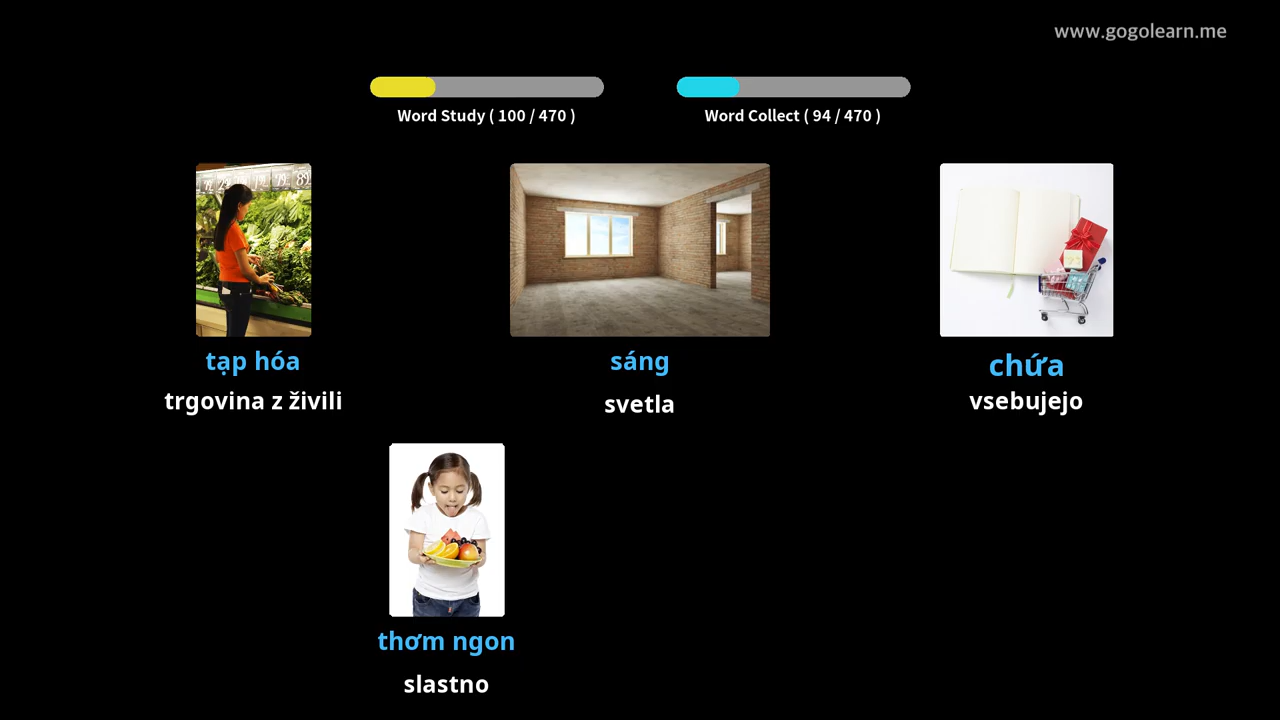 www.gogolearn.me
Word Study ( 100 / 470 )
Word Collect ( 94 / 470 )
tạp hóa
sáng
chứa
trgovina z živili
svetla
vsebujejo
thơm ngon
slastno